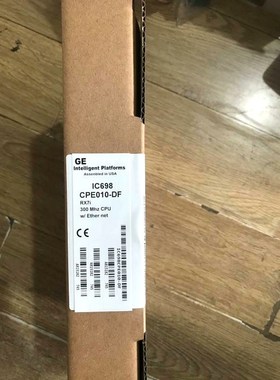 GE
Intelligent Platforms
Assembled in USA
IC698
CPE010-DF
RX7i
300 Mhz CPU
w/ Ether net
CE